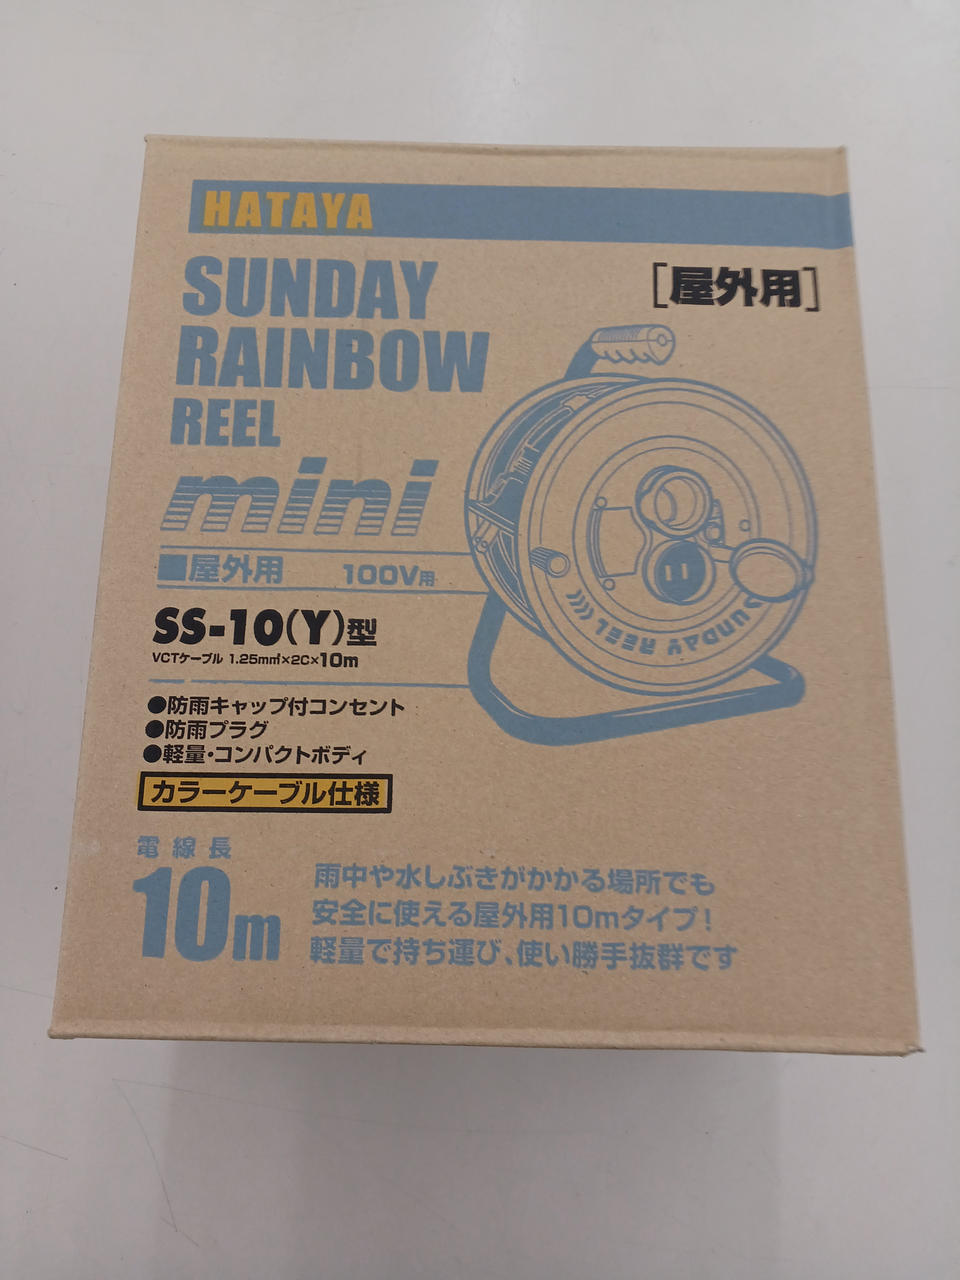 HATAYA
SUNDAY
RAINBOW
REEL
mini
[屋外用]
■屋外用 100V用
SS-10(Y)型
VCTケーブル 1.25mm²×2C×10m
●防雨キャップ付コンセント
●防雨プラグ
●軽量・コンパクトボディ
カラーケーブル仕様
SUNDAY REEL
電線長
10m
雨中や水しぶきがかかる場所でも
安全に使える屋外用10mタイプ!
軽量で持ち運び、使い勝手抜群です